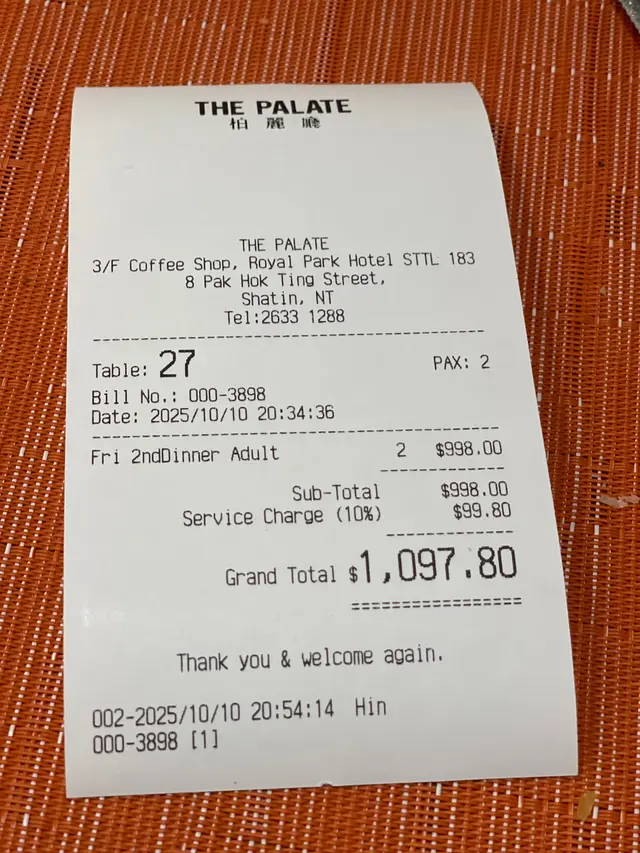 THE PALATE
柏 麗 廳
THE PALATE
3/F Coffee Shop, Royal Park Hotel STTL 183
8 Pak Hok Ting Street,
Shatin, NT
Tel:2633 1288
Table: 27 PAX: 2
Bill No.: 000-3898
Date: 2025/10/10 20:34:36
Fri 2ndDinner Adult 2 $998.00
Sub-Total $998.00
Service Charge (10%) $99.80
Grand Total $1,097.80
Thank you & welcome again.
002-2025/10/10 20:54:14 Hin
000-3898 [1]